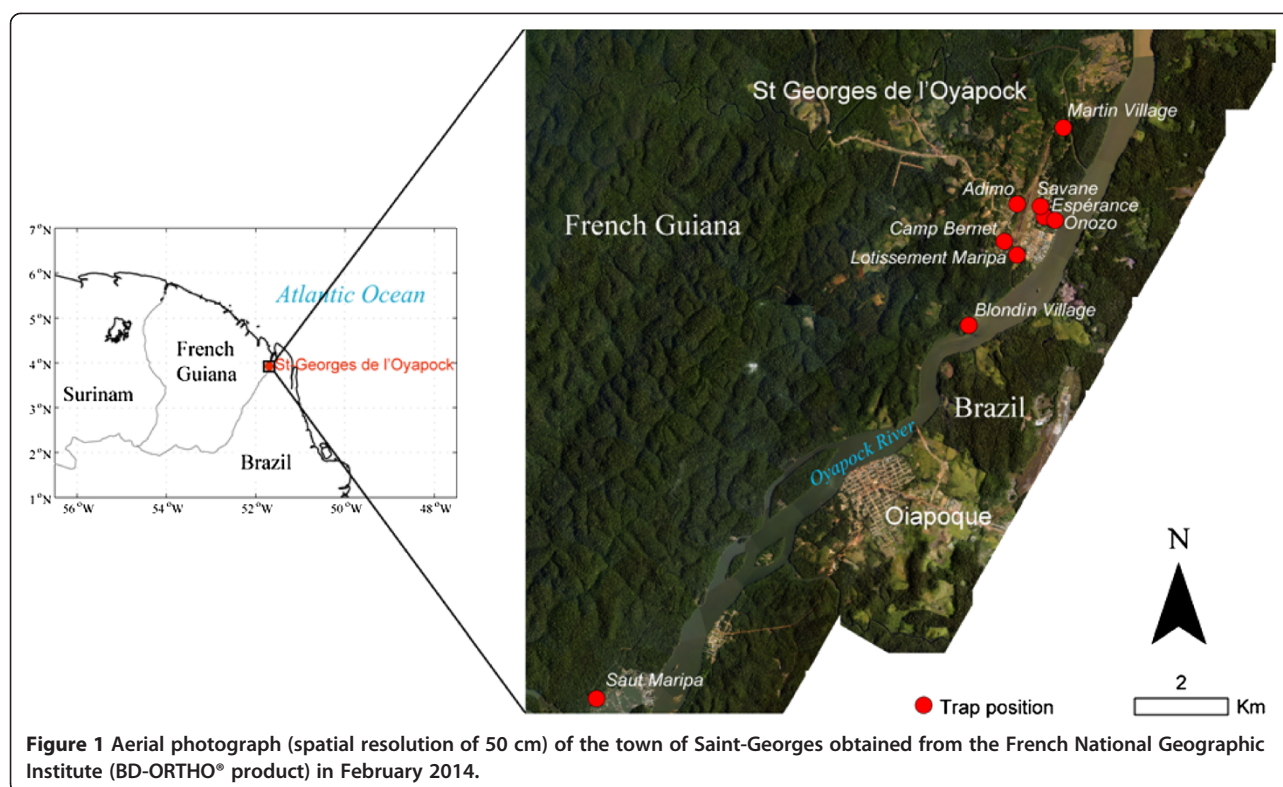 7°N
6°N
5°N
4°N
3°N
2°N
1°N
56°W
54°W
52°W
50°W
48°W
Atlantic Ocean
French
Guiana
St Georges de l'Oyapock
Surinam
Brazil
St Georges de l'Oyapock
Martin Village
Adimo
Savane
Espérance
Onozo
Camp Bernet
Lotissement Maripa
French Guiana
Blondin Village
Brazil
Oyapock River
Oiapoque
Saut Maripa
N
2
Km
Trap position
Figure 1 Aerial photograph (spatial resolution of 50 cm) of the town of Saint-Georges obtained from the French National Geographic
Institute (BD-ORTHO® product) in February 2014.